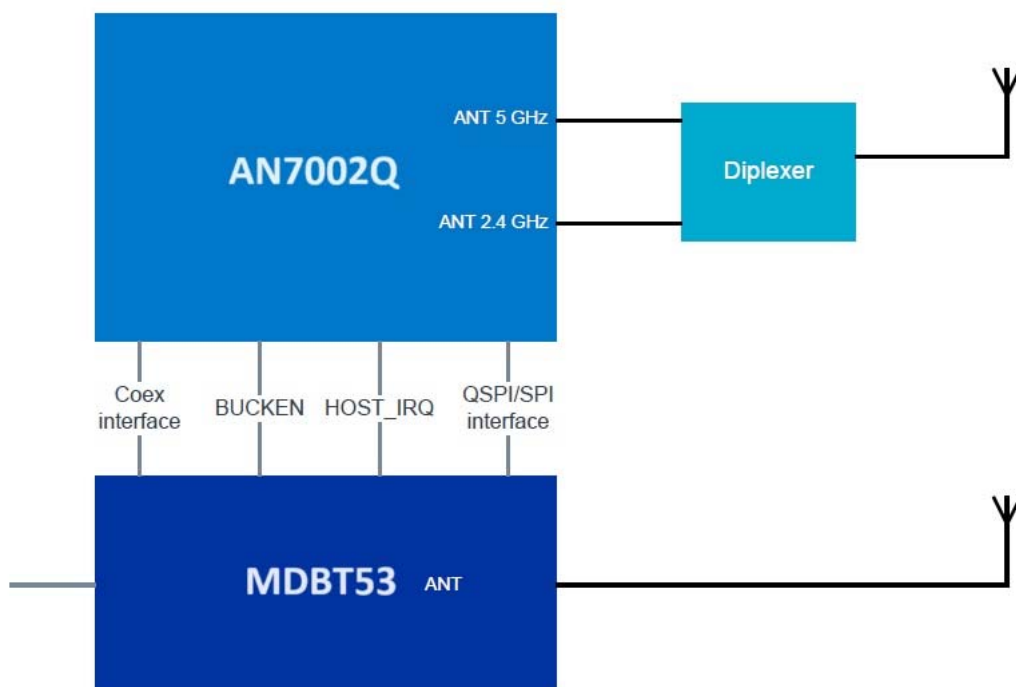 ANT 5 GHz
AN7002Q
Diplexer
ANT 2.4 GHz
Coex
interface
BUCKEN
HOST_IRQ
QSPI/SPI
interface
MDBT53
ANT